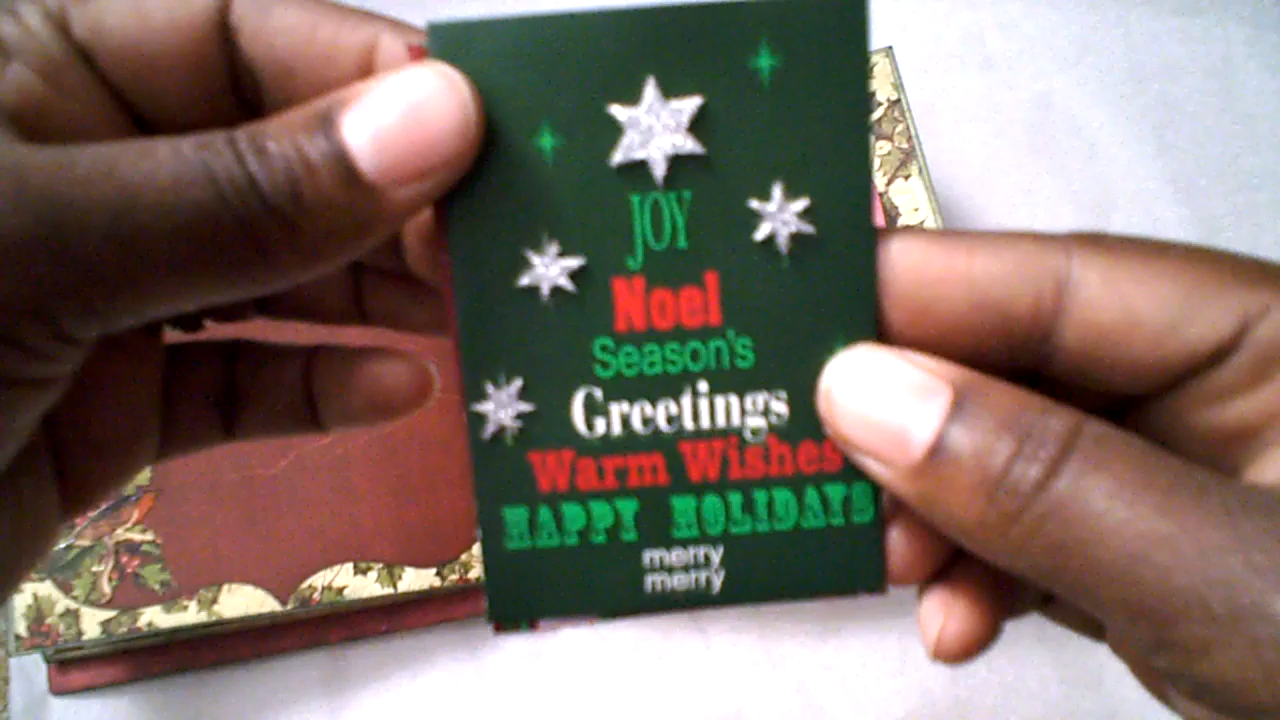 JOY
Noel
Season's
Greetings
Warm Wishes
HAPPY HOLIDAYS
merry
merry